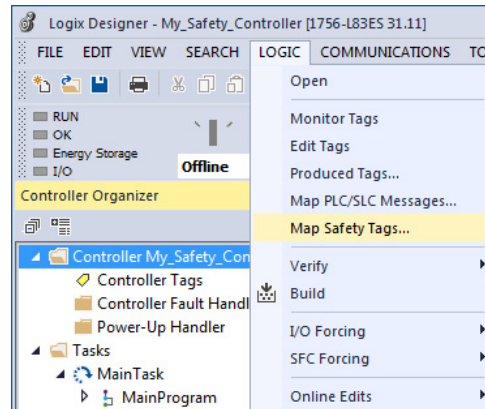 Logix Designer - My_Safety_Controller [1756-L83ES 31.11]
FILE EDIT VIEW SEARCH LOGIC COMMUNICATIONS TO
RUN
OK
Energy Storage
I/O
Offline
Controller Organizer
Controller My_Safety_Con
Controller Tags
Controller Fault Handl
Power-Up Handler
Tasks
MainTask
MainProgram
Open
Monitor Tags
Edit Tags
Produced Tags...
Map PLC/SLC Messages...
Map Safety Tags...
Verify
Build
I/O Forcing
SFC Forcing
Online Edits